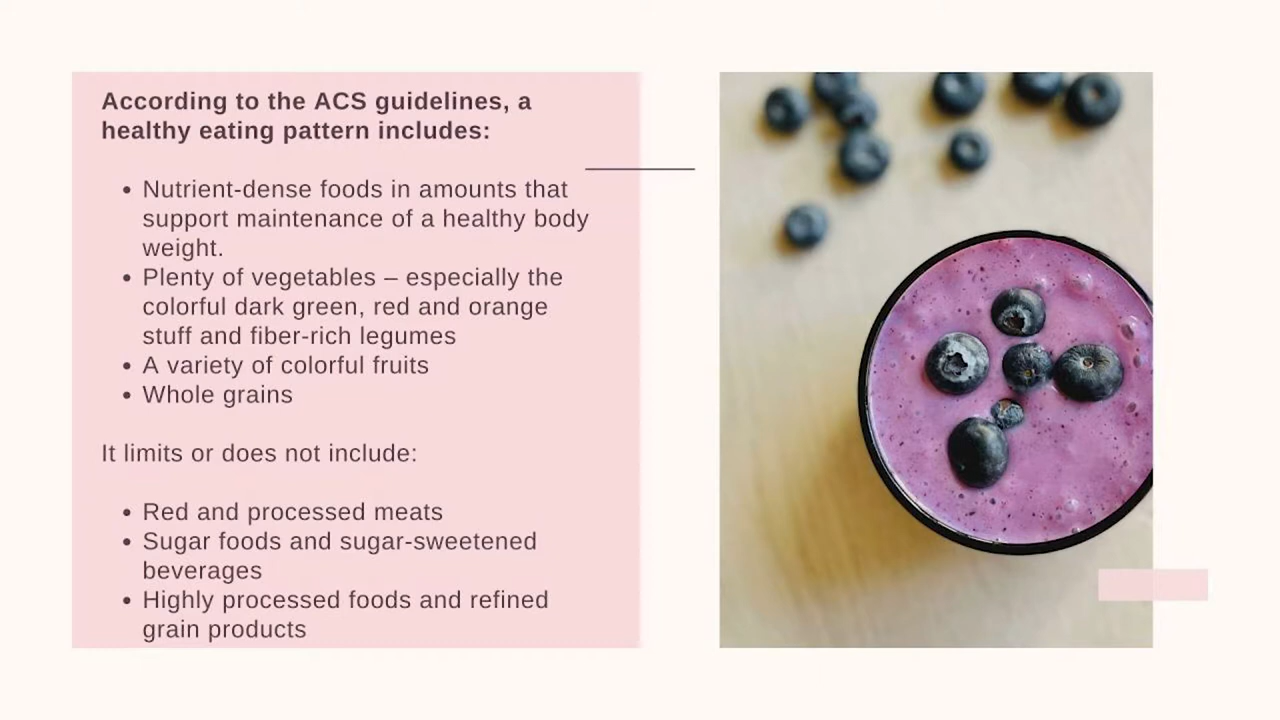 According to the ACS guidelines, a
healthy eating pattern includes:
• Nutrient-dense foods in amounts that
support maintenance of a healthy body
weight.
• Plenty of vegetables – especially the
colorful dark green, red and orange
stuff and fiber-rich legumes
• A variety of colorful fruits
• Whole grains
It limits or does not include:
• Red and processed meats
• Sugar foods and sugar-sweetened
beverages
• Highly processed foods and refined
grain products